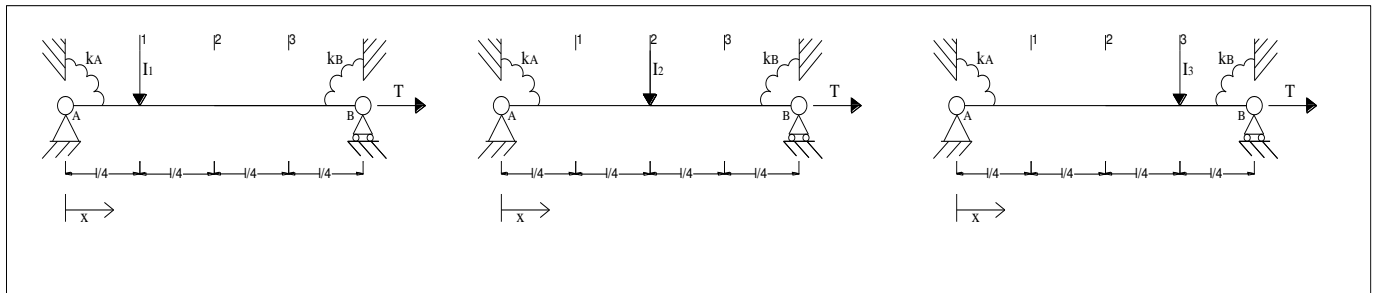 1 2 3 1 2 3 1 2 3
kA I1 kB T kA I2 kB T kA I3 kB T
A B A B A B
l/4 l/4 l/4 l/4 l/4 l/4 l/4 l/4 l/4 l/4 l/4 l/4
x x x